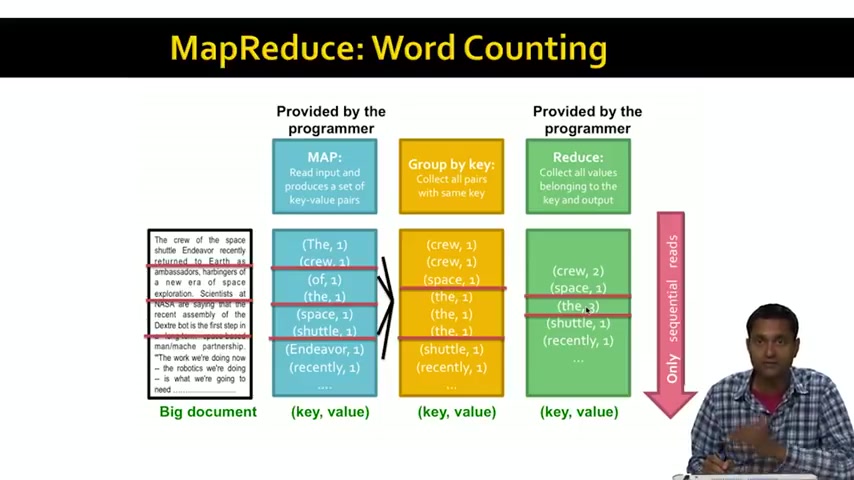 MapReduce: Word Counting
Provided by the
programmer
Provided by the
programmer
MAP:
Read input and
produces a set of
key-value pairs
Group by key:
Collect all pairs
with same key
Reduce:
Collect all values
belonging to the
key and output
The crew of the space
shuttle Endeavor recently
returned to Earth as
ambassadors, harbingers of
a new era of space
exploration. Scientists at
NASA are saying that the
recent assembly of the
Dextre bot is the first step in
a long-term space-based
man/mache partnership.
"The work we're doing now
-- the robotics we're doing
-- is what we're going to
need ........................
Big document
(The, 1)
(crew, 1)
(of, 1)
(the, 1)
(space, 1)
(shuttle, 1)
(Endeavor, 1)
(recently, 1)
....
(key, value)
(crew, 1)
(crew, 1)
(space, 1)
(the, 1)
(the, 1)
(the, 1)
(shuttle, 1)
(recently, 1)
...
(key, value)
(crew, 2)
(space, 1)
(the, 3)
(shuttle, 1)
(recently, 1)
...
(key, value)
Only sequential reads